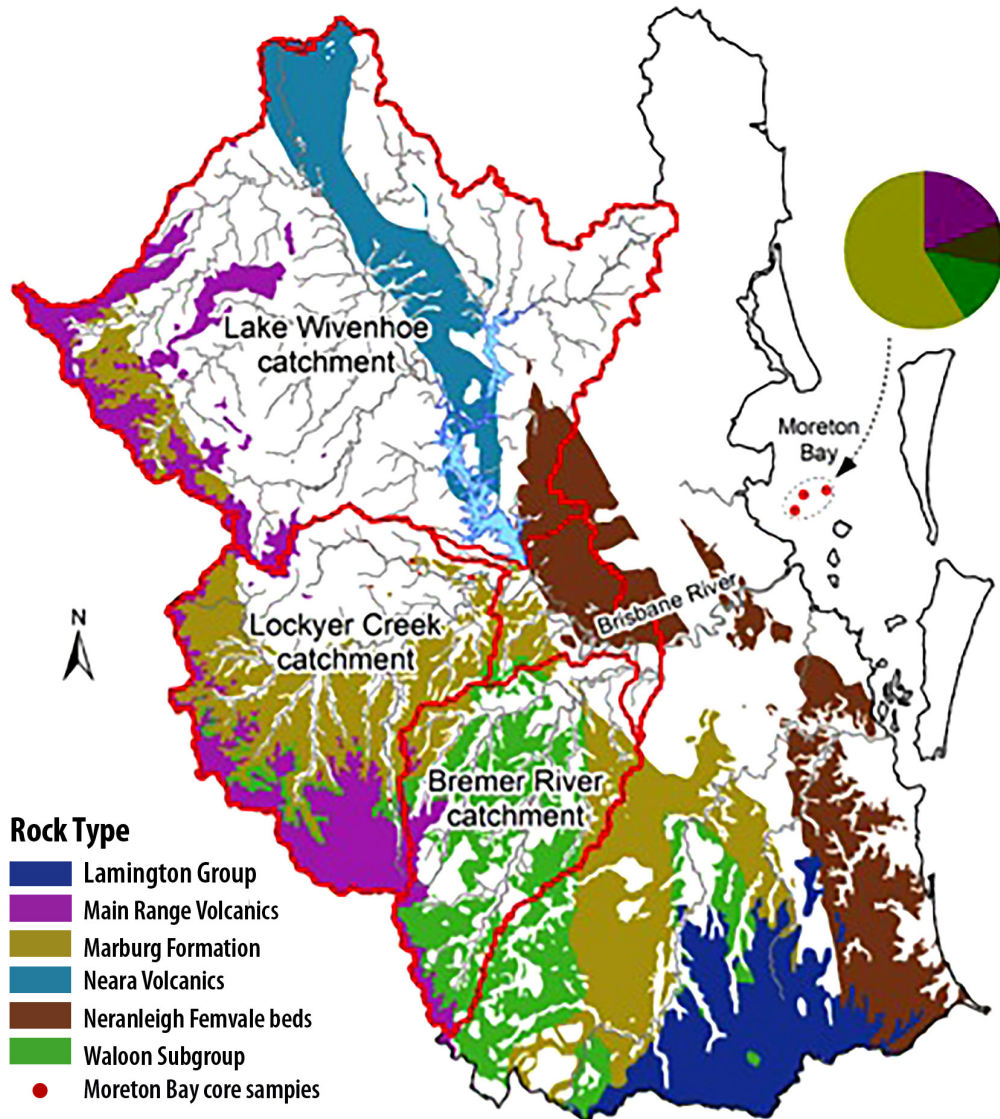 Lake Wivenhoe
catchment
Moreton
Bay
Brisbane River
N
Lockyer Creek
catchment
Bremer River
catchment
Rock Type
Lamington Group
Main Range Volcanics
Marburg Formation
Neara Volcanics
Neranleigh Femvale beds
Waloon Subgroup
Moreton Bay core sampies